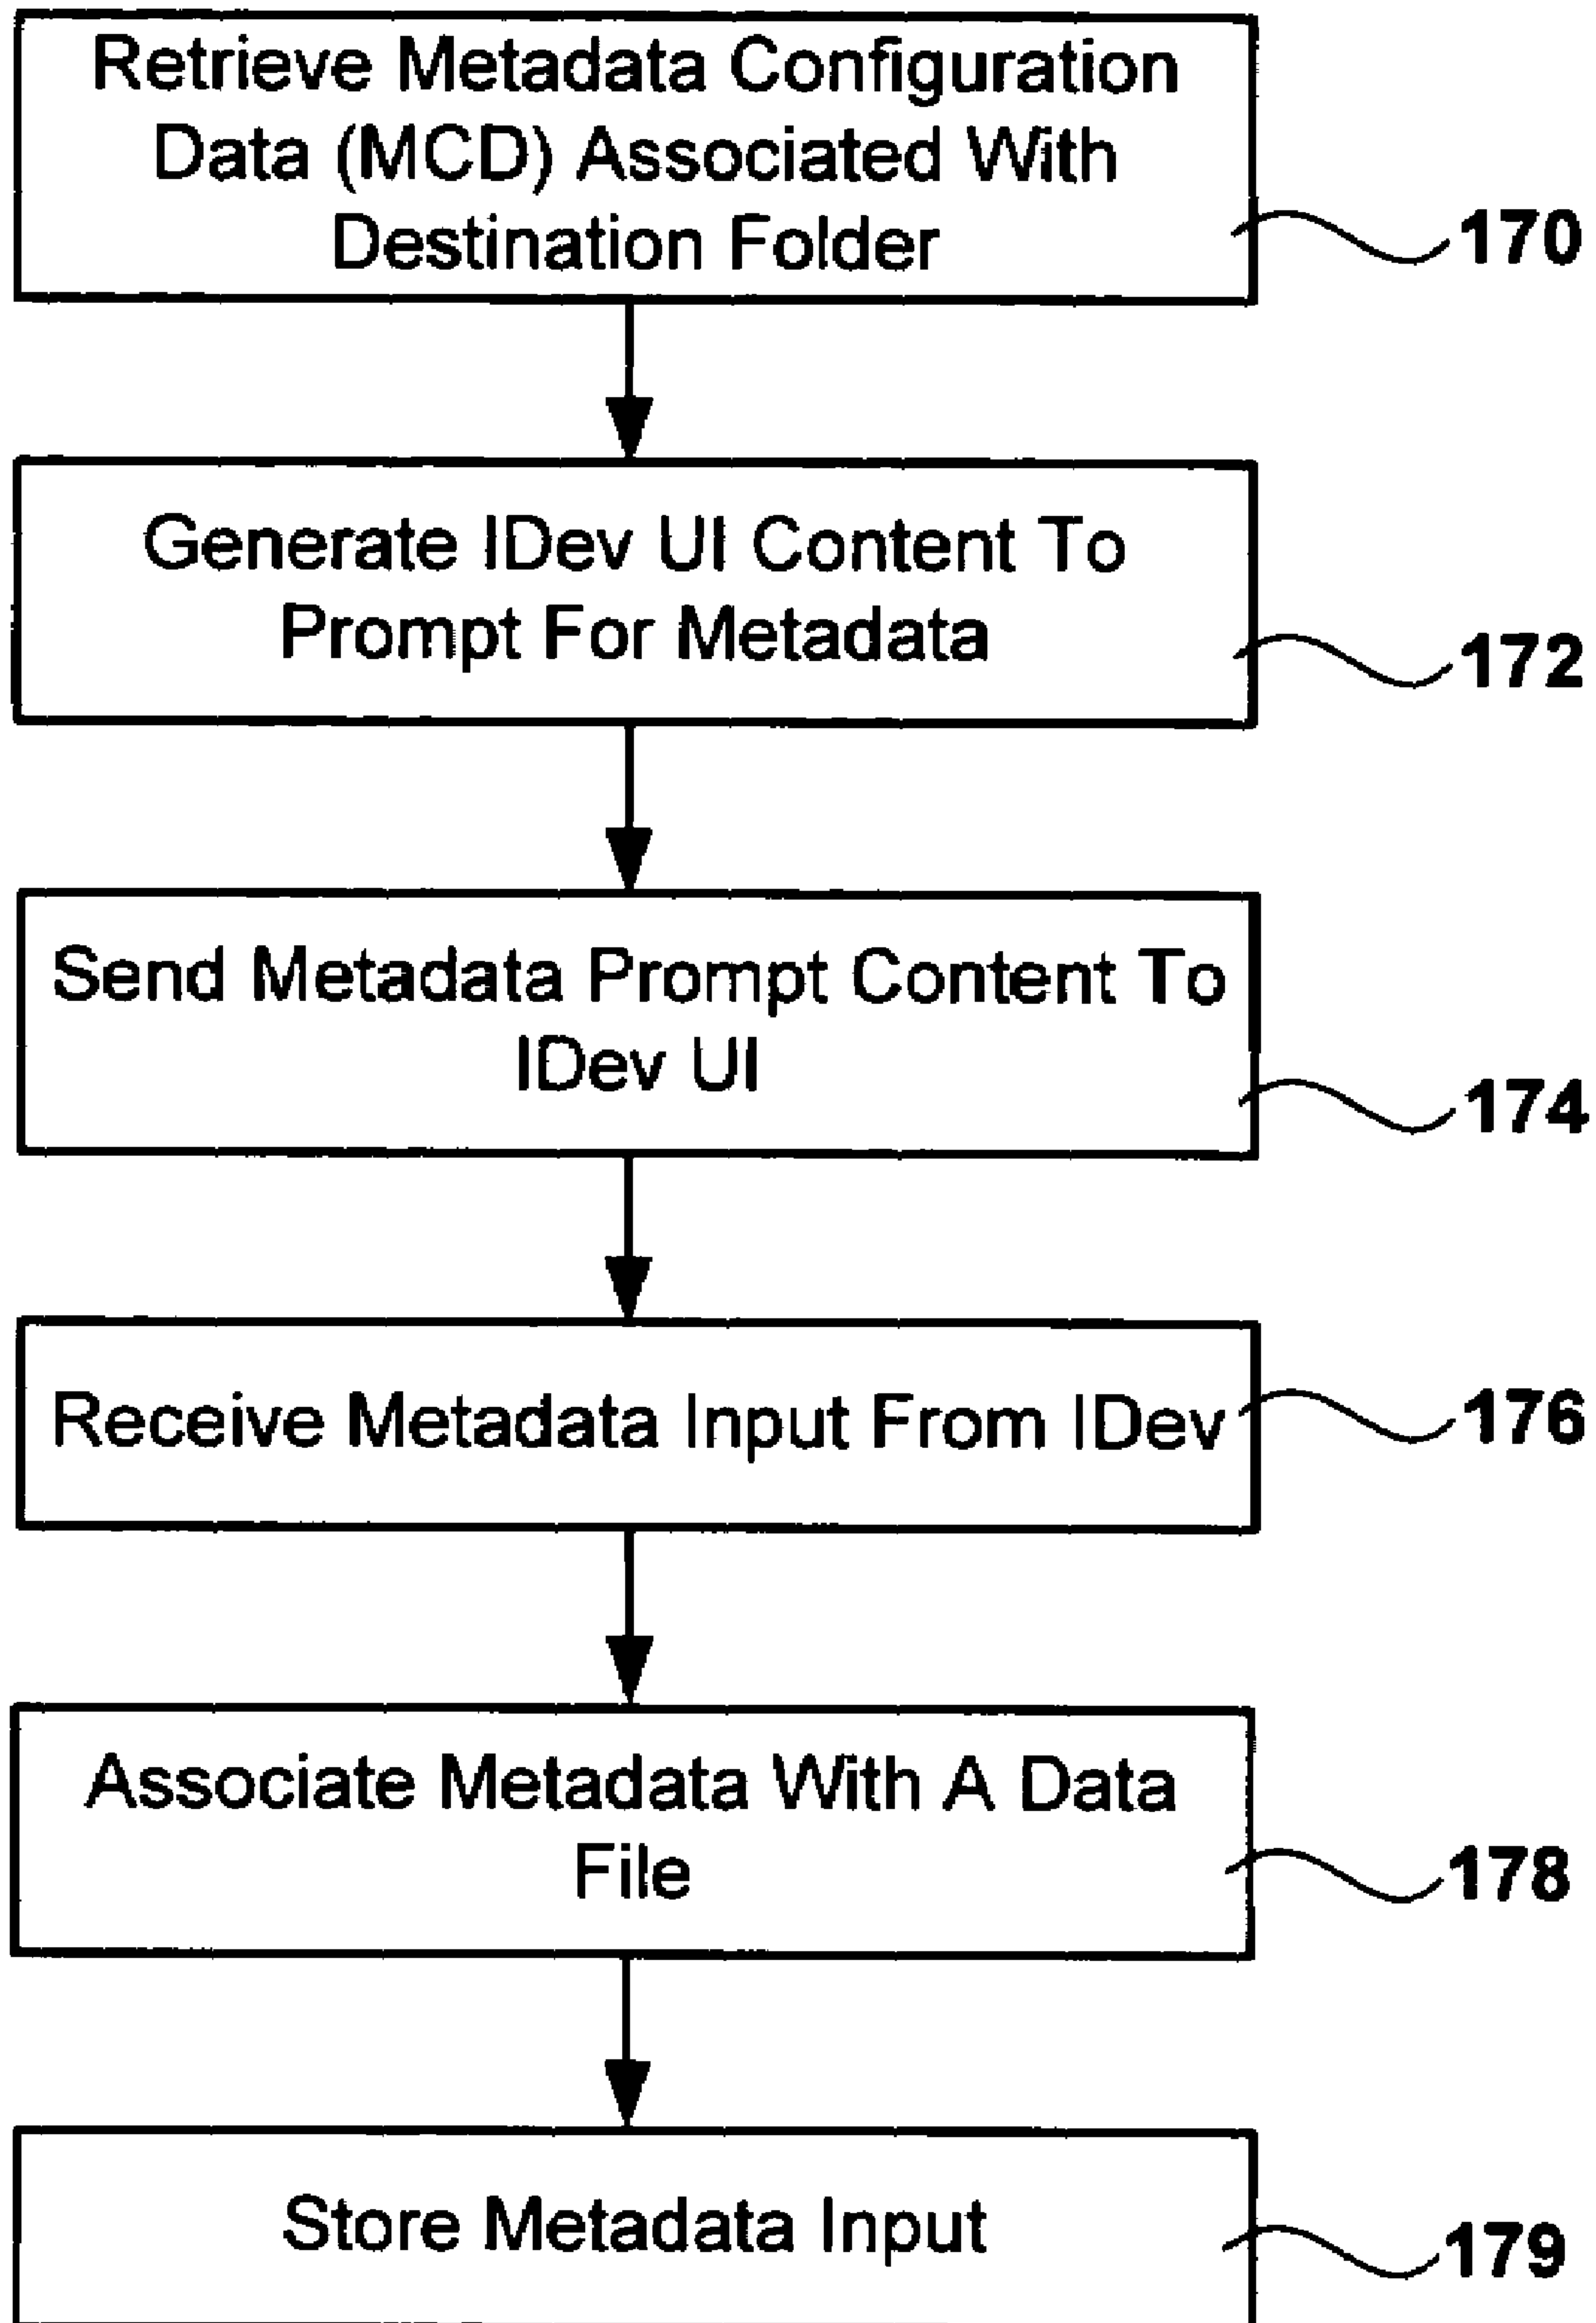 Retrieve Metadata Configuration
Data (MCD) Associated With
Destination Folder
170
Generate IDev UI Content To
Prompt For Metadata
172
Send Metadata Prompt Content To
IDev UI
174
Receive Metadata Input From IDev
176
Associate Metadata With A Data
File
178
Store Metadata Input
179